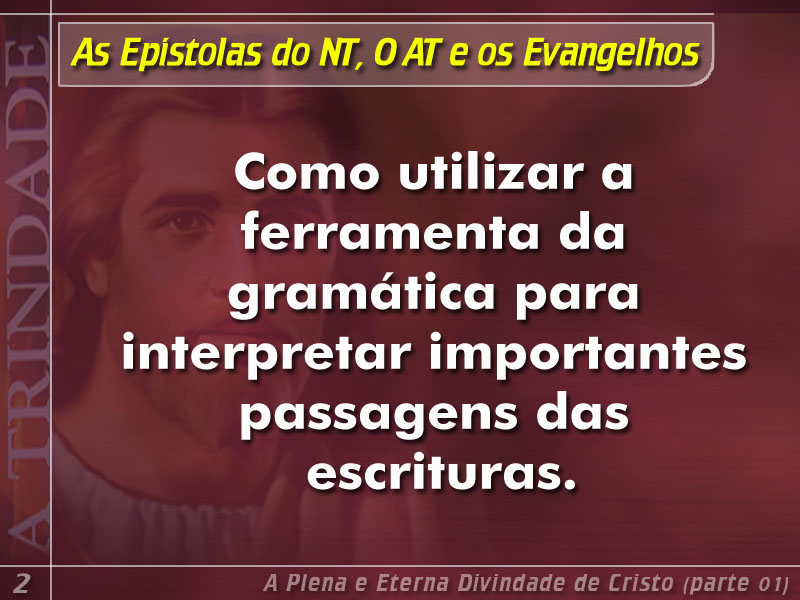 As Epístolas do NT, O AT e os Evangelhos
A TRINDADE
Como utilizar a
ferramenta da
gramática para
interpretar importantes
passagens das
escrituras.
2
A Plena e Eterna Divindade de Cristo (parte 01)